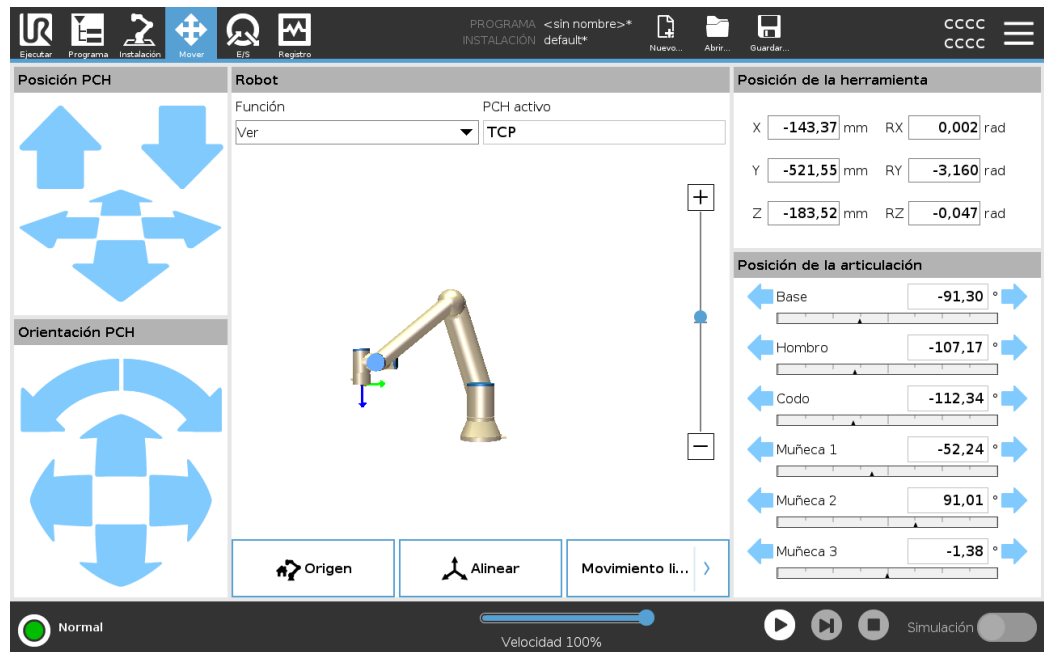 UR
Ejecutar
Programa
Instalación
Mover
E/S
Registro
PROGRAMA <sin nombre>*
INSTALACIÓN default*
Nuevo...
Abrir...
Guardar...
CCCC
CCCC
Posición PCH
Orientación PCH
Robot
Función
PCH activo
Ver
TCP
+
−
Origen
Alinear
Movimiento li...
Posición de la herramienta
X -143,37 mm RX 0,002 rad
Y -521,55 mm RY -3,160 rad
Z -183,52 mm RZ -0,047 rad
Posición de la articulación
Base -91,30 °
Hombro -107,17 °
Codo -112,34 °
Muñeca 1 -52,24 °
Muñeca 2 91,01 °
Muñeca 3 -1,38 °
Normal
Velocidad 100%
Simulación